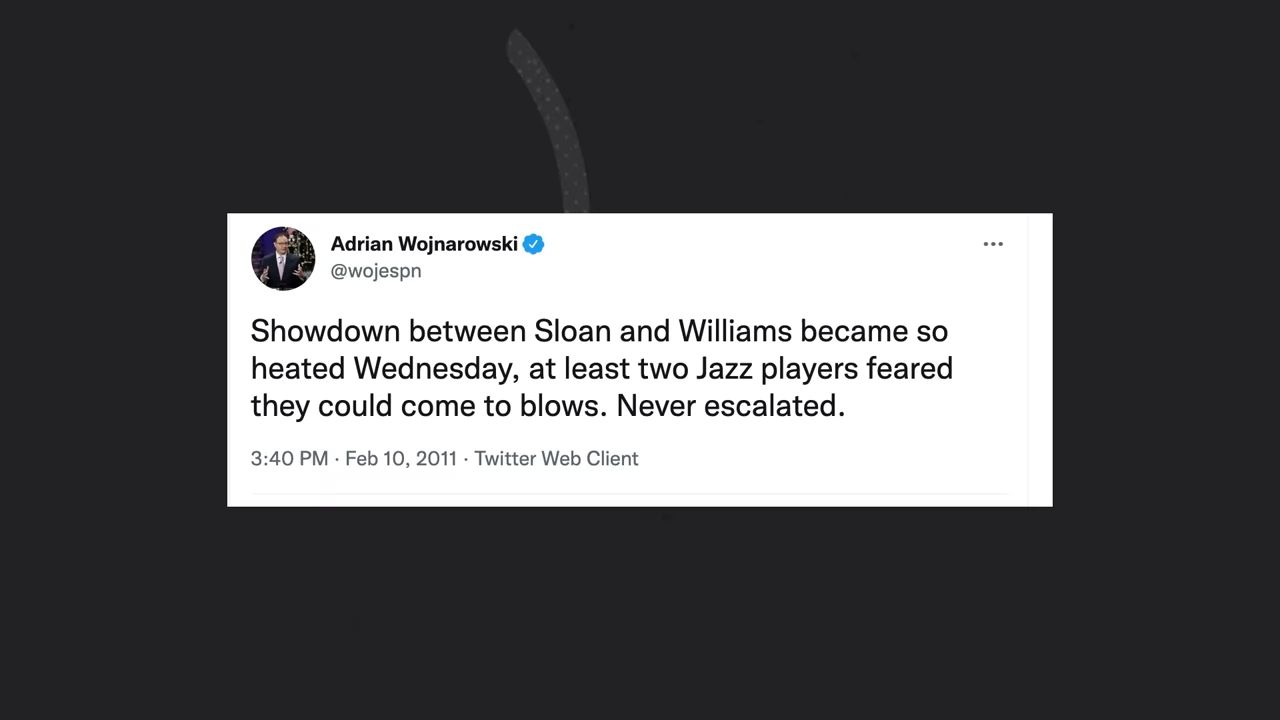 Adrian Wojnarowski
@wojespn
Showdown between Sloan and Williams became so
heated Wednesday, at least two Jazz players feared
they could come to blows. Never escalated.
3:40 PM · Feb 10, 2011 · Twitter Web Client